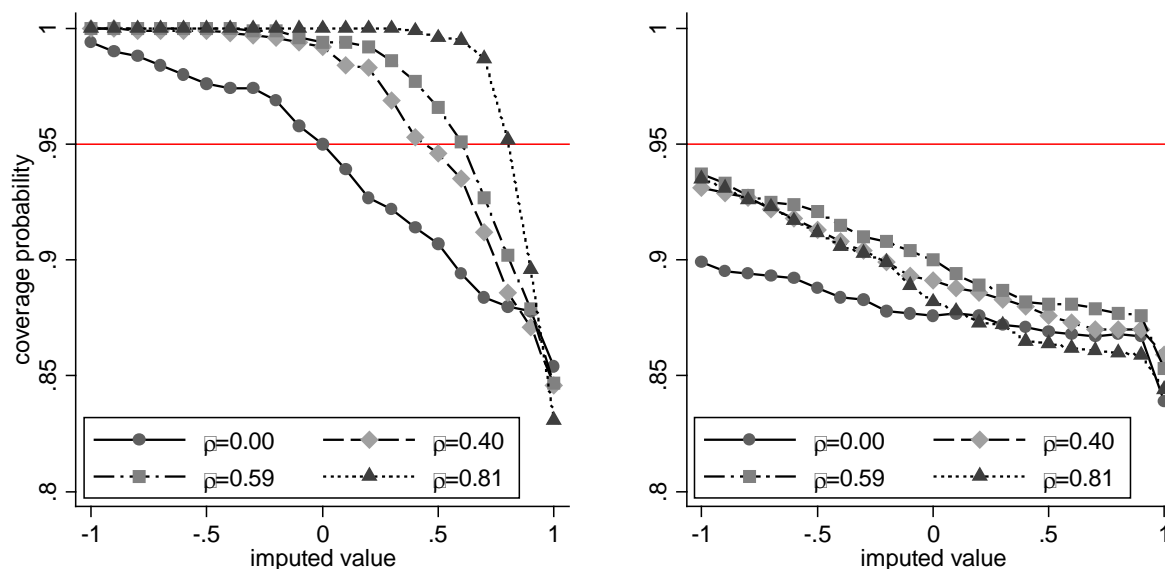 coverage probability
1
.95
.9
.85
.8
ρ̅=0.00
ρ̅=0.40
ρ̅=0.59
ρ̅=0.81
-1
-.5
0
.5
1
imputed value
1
.95
.9
.85
.8
ρ̅=0.00
ρ̅=0.40
ρ̅=0.59
ρ̅=0.81
-1
-.5
0
.5
1
imputed value